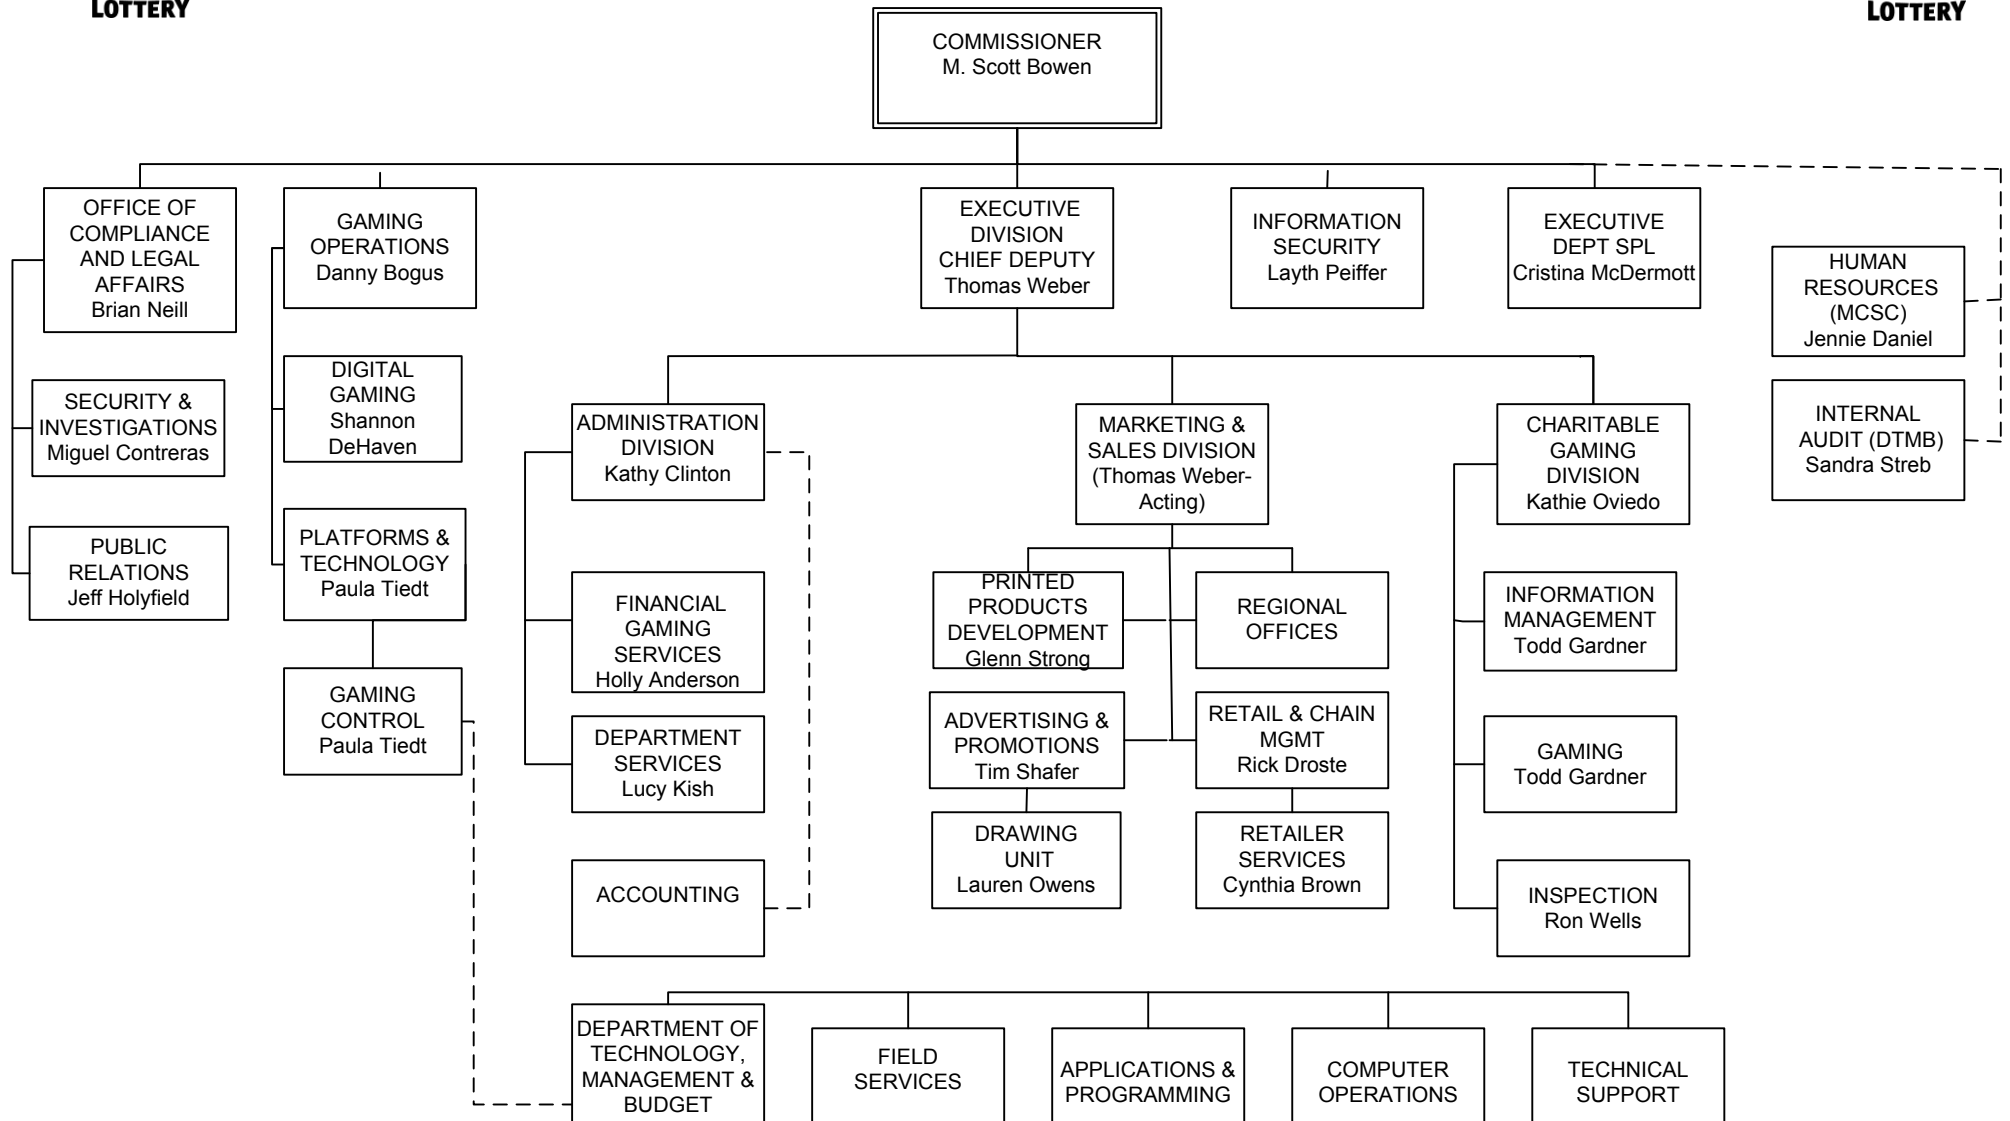 LOTTERY
LOTTERY
COMMISSIONER
M. Scott Bowen
OFFICE OF
COMPLIANCE
AND LEGAL
AFFAIRS
Brian Neill
GAMING
OPERATIONS
Danny Bogus
EXECUTIVE
DIVISION
CHIEF DEPUTY
Thomas Weber
INFORMATION
SECURITY
Layth Peiffer
EXECUTIVE
DEPT SPL
Cristina McDermott
HUMAN
RESOURCES
(MCSC)
Jennie Daniel
SECURITY &
INVESTIGATIONS
Miguel Contreras
DIGITAL
GAMING
Shannon
DeHaven
ADMINISTRATION
DIVISION
Kathy Clinton
MARKETING &
SALES DIVISION
(Thomas Weber-
Acting)
CHARITABLE
GAMING
DIVISION
Kathie Oviedo
INTERNAL
AUDIT (DTMB)
Sandra Streb
PUBLIC
RELATIONS
Jeff Holyfield
PLATFORMS &
TECHNOLOGY
Paula Tiedt
FINANCIAL
GAMING
SERVICES
Holly Anderson
PRINTED
PRODUCTS
DEVELOPMENT
Glenn Strong
REGIONAL
OFFICES
INFORMATION
MANAGEMENT
Todd Gardner
GAMING
CONTROL
Paula Tiedt
DEPARTMENT
SERVICES
Lucy Kish
ADVERTISING &
PROMOTIONS
Tim Shafer
RETAIL & CHAIN
MGMT
Rick Droste
GAMING
Todd Gardner
ACCOUNTING
DRAWING
UNIT
Lauren Owens
RETAILER
SERVICES
Cynthia Brown
INSPECTION
Ron Wells
DEPARTMENT OF
TECHNOLOGY,
MANAGEMENT &
BUDGET
FIELD
SERVICES
APPLICATIONS &
PROGRAMMING
COMPUTER
OPERATIONS
TECHNICAL
SUPPORT